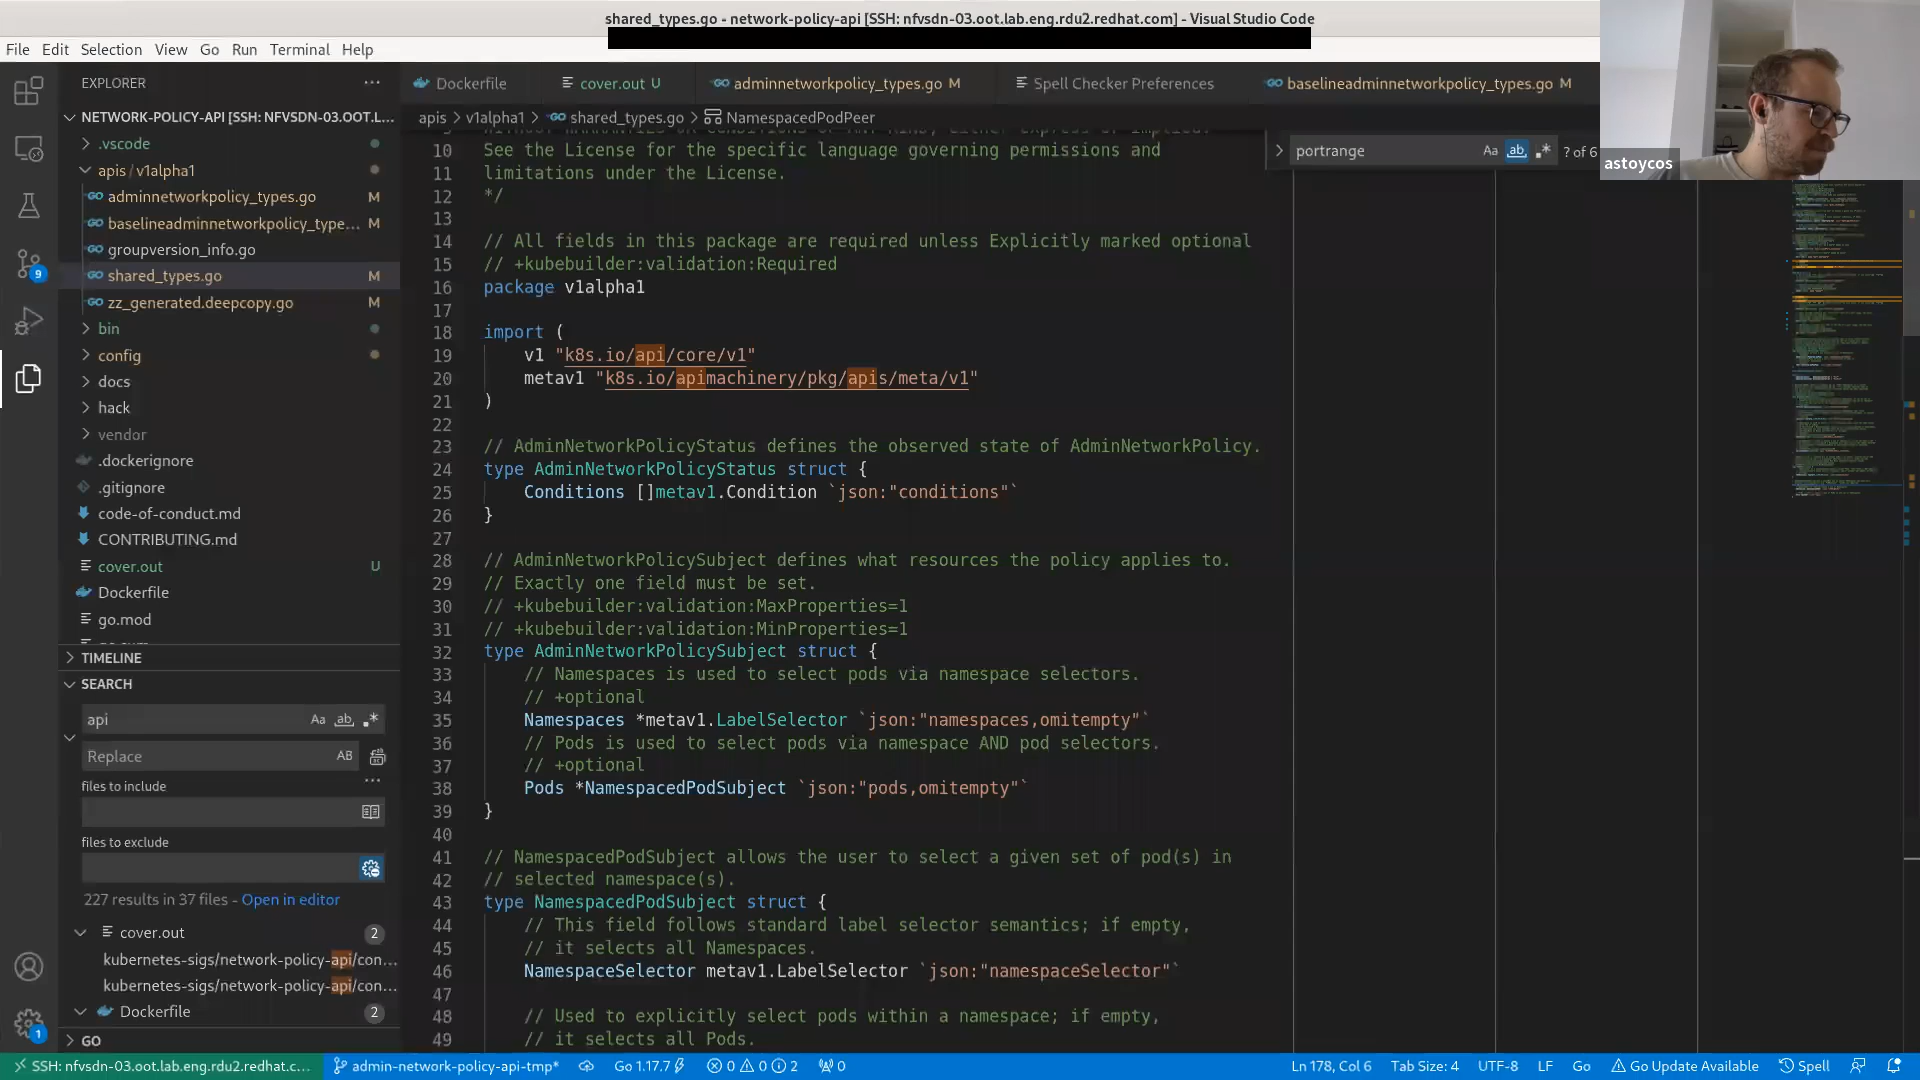 shared_types.go - network-policy-api [SSH: nfvsdn-03.oot.lab.eng.rdu2.redhat.com] - Visual Studio Code
File Edit Selection View Go Run Terminal Help
EXPLORER
Dockerfile
cover.out U
adminnetworkpolicy_types.go M
Spell Checker Preferences
baselineadminnetworkpolicy_types.go M
NETWORK-POLICY-API [SSH: NFVSDN-03.OOT.L...
apis > v1alpha1 > shared_types.go > NamespacedPodPeer
.vscode
apis / v1alpha1
adminnetworkpolicy_types.go M
baselineadminnetworkpolicy_type... M
groupversion_info.go
shared_types.go M
zz_generated.deepcopy.go M
bin
config
docs
hack
vendor
.dockerignore
.gitignore
code-of-conduct.md
CONTRIBUTING.md
cover.out U
Dockerfile
go.mod
TIMELINE
SEARCH
api Aa ab .*
Replace AB
files to include
files to exclude
227 results in 37 files - Open in editor
cover.out 2
kubernetes-sigs/network-policy-api/con...
kubernetes-sigs/network-policy-api/con...
Dockerfile 2
GO
9
1
portrange Aa ab .* ? of 6
astoycos
10 See the License for the specific language governing permissions and
11 limitations under the License.
12 */
13
14 // All fields in this package are required unless Explicitly marked optional
15 // +kubebuilder:validation:Required
16 package v1alpha1
17
18 import (
19 v1 "k8s.io/api/core/v1"
20 metav1 "k8s.io/apimachinery/pkg/apis/meta/v1"
21 )
22
23 // AdminNetworkPolicyStatus defines the observed state of AdminNetworkPolicy.
24 type AdminNetworkPolicyStatus struct {
25 Conditions []metav1.Condition `json:"conditions"`
26 }
27
28 // AdminNetworkPolicySubject defines what resources the policy applies to.
29 // Exactly one field must be set.
30 // +kubebuilder:validation:MaxProperties=1
31 // +kubebuilder:validation:MinProperties=1
32 type AdminNetworkPolicySubject struct {
33 // Namespaces is used to select pods via namespace selectors.
34 // +optional
35 Namespaces *metav1.LabelSelector `json:"namespaces,omitempty"`
36 // Pods is used to select pods via namespace AND pod selectors.
37 // +optional
38 Pods *NamespacedPodSubject `json:"pods,omitempty"`
39 }
40
41 // NamespacedPodSubject allows the user to select a given set of pod(s) in
42 // selected namespace(s).
43 type NamespacedPodSubject struct {
44 // This field follows standard label selector semantics; if empty,
45 // it selects all Namespaces.
46 NamespaceSelector metav1.LabelSelector `json:"namespaceSelector"`
47
48 // Used to explicitly select pods within a namespace; if empty,
49 // it selects all Pods.
SSH: nfvsdn-03.oot.lab.eng.rdu2.redhat.c... admin-network-policy-api-tmp* Go 1.17.7 0 0 2 0 Ln 178, Col 6 Tab Size: 4 UTF-8 LF Go Go Update Available Spell